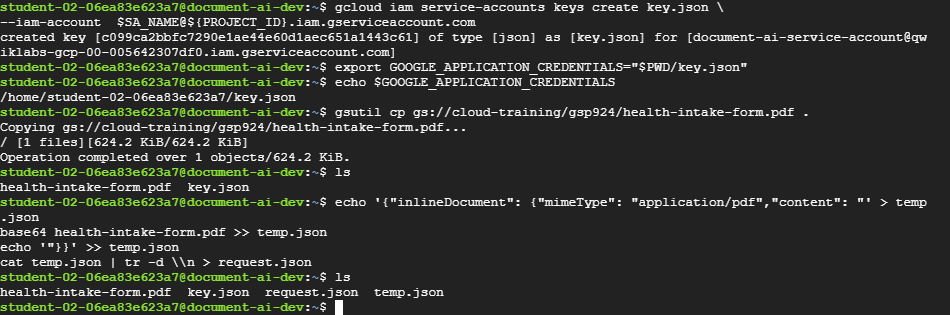 student-02-06ea83e623a7@document-ai-dev:~$ gcloud iam service-accounts keys create key.json \
--iam-account  $SA_NAME@${PROJECT_ID}.iam.gserviceaccount.com
created key [c099ca2bbfc7290e1ae44e60d1aec651a1443c61] of type [json] as [key.json] for [document-ai-service-account@qw
iklabs-gcp-00-005642307df0.iam.gserviceaccount.com]
student-02-06ea83e623a7@document-ai-dev:~$ export GOOGLE_APPLICATION_CREDENTIALS="$PWD/key.json"
student-02-06ea83e623a7@document-ai-dev:~$ echo $GOOGLE_APPLICATION_CREDENTIALS
/home/student-02-06ea83e623a7/key.json
student-02-06ea83e623a7@document-ai-dev:~$ gsutil cp gs://cloud-training/gsp924/health-intake-form.pdf .
Copying gs://cloud-training/gsp924/health-intake-form.pdf...
/ [1 files][624.2 KiB/624.2 KiB]
Operation completed over 1 objects/624.2 KiB.
student-02-06ea83e623a7@document-ai-dev:~$ ls
health-intake-form.pdf  key.json
student-02-06ea83e623a7@document-ai-dev:~$ echo '{"inlineDocument": {"mimeType": "application/pdf","content": "' > temp
.json
base64 health-intake-form.pdf >> temp.json
echo '"}}' >> temp.json
cat temp.json | tr -d \\n > request.json
student-02-06ea83e623a7@document-ai-dev:~$ ls
health-intake-form.pdf  key.json  request.json  temp.json
student-02-06ea83e623a7@document-ai-dev:~$